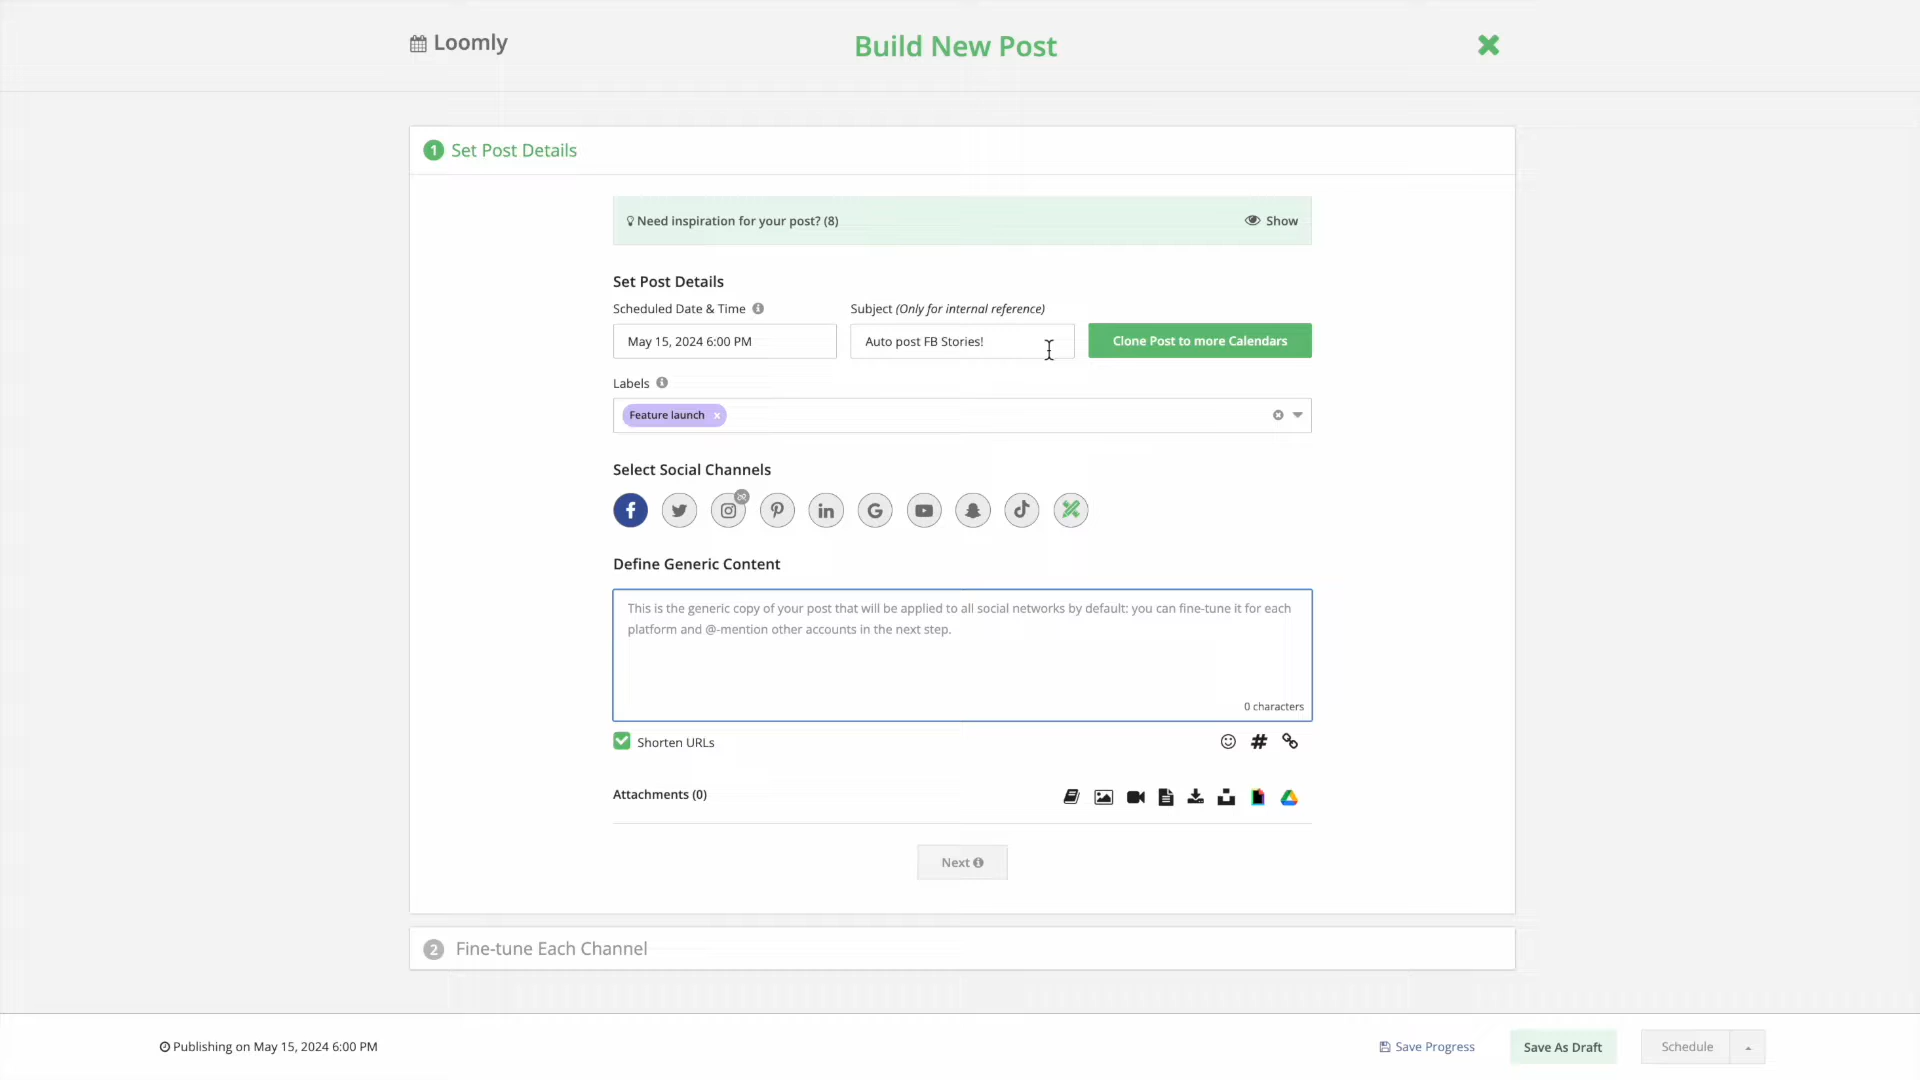 Loomly
Build New Post
1 Set Post Details
Need inspiration for your post? (8)
Show
Set Post Details
Scheduled Date & Time
Subject (Only for internal reference)
May 15, 2024 6:00 PM
Auto post FB Stories!
Clone Post to more Calendars
Labels
Feature launch x
Select Social Channels
Define Generic Content
This is the generic copy of your post that will be applied to all social networks by default: you can fine-tune it for each
platform and @-mention other accounts in the next step.
0 characters
Shorten URLs
Attachments (0)
Next
2 Fine-tune Each Channel
Publishing on May 15, 2024 6:00 PM
Save Progress
Save As Draft
Schedule